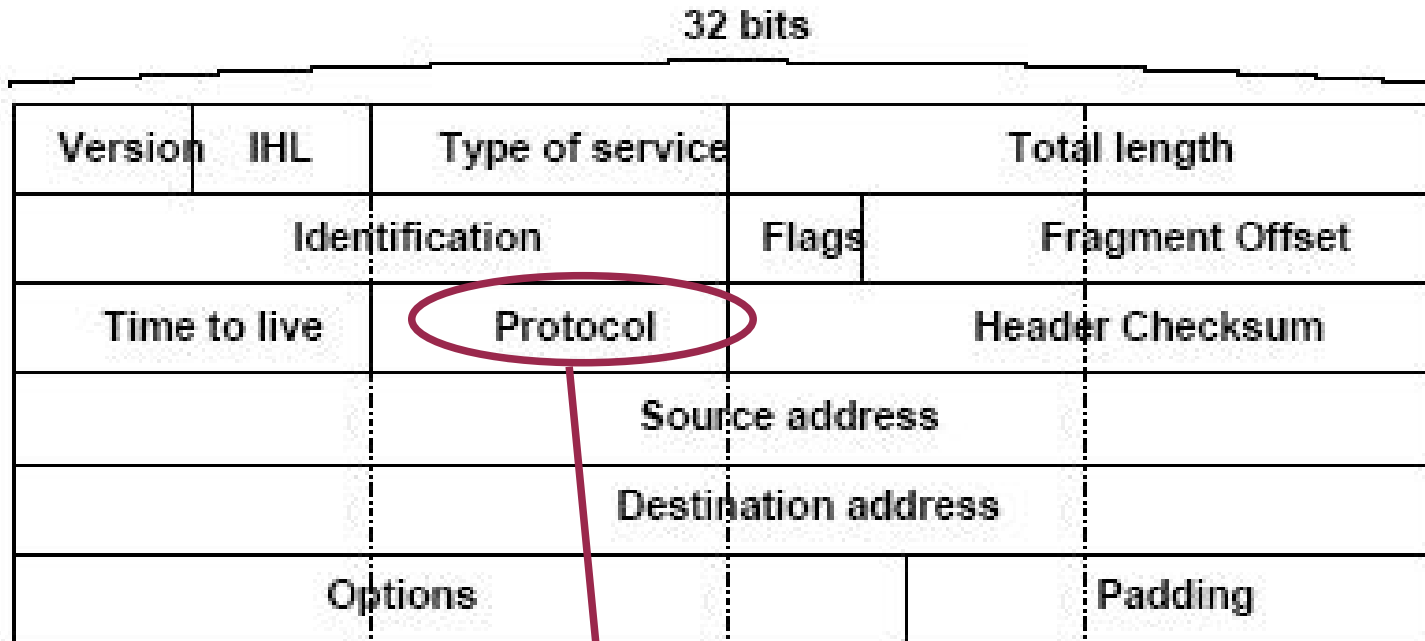 32 bits
Version IHL Type of service Total length
Identification Flags Fragment Offset
Time to live Protocol Header Checksum
Source address
Destination address
Options Padding